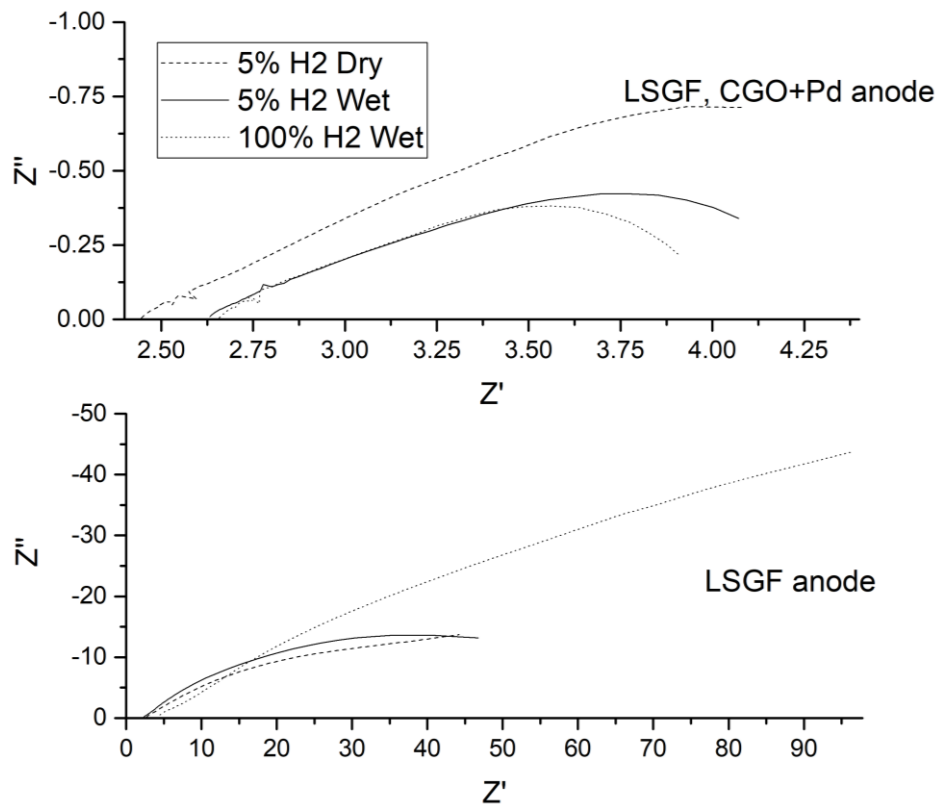 -1.00
5% H2 Dry
5% H2 Wet
100% H2 Wet
LSGF, CGO+Pd anode
-0.75
-0.50
-0.25
0.00
Z"
2.50 2.75 3.00 3.25 3.50 3.75 4.00 4.25
Z'
-50
-40
-30
-20
-10
0
Z"
LSGF anode
0 10 20 30 40 50 60 70 80 90
Z'